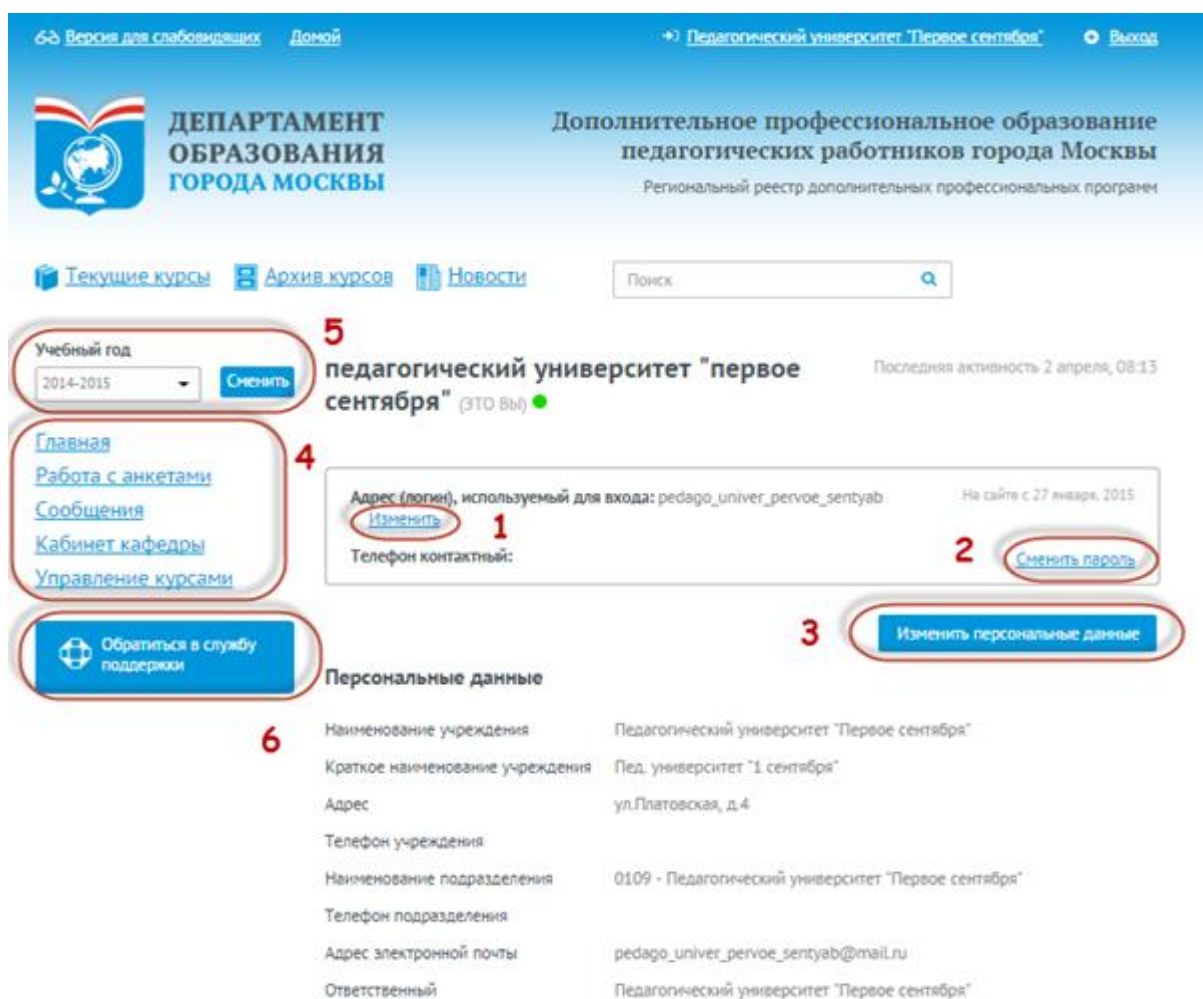 Версия для слабовидящих Домой Педагогический университет "Первое сентября" Выход
ДЕПАРТАМЕНТ
ОБРАЗОВАНИЯ
ГОРОДА МОСКВЫ
Дополнительное профессиональное образование
педагогических работников города Москвы
Региональный реестр дополнительных профессиональных программ
Текущие курсы Архив курсов Новости Поиск
Учебный год
2014-2015 Сменить
5
педагогический университет "первое
сентября" (ЭТО ВЫ)
Последняя активность 2 апреля, 08:13
Главная
Работа с анкетами
Сообщения
Кабинет кафедры
Управление курсами
4
Адрес (логин), используемый для входа: pedago_univer_pervoe_sentyab
На сайте с 27 января, 2015
Изменить 1
Телефон контактный:
2 Сменить пароль
3 Изменить персональные данные
Обратиться в службу
поддержки
6
Персональные данные
Наименование учреждения Педагогический университет "Первое сентября"
Краткое наименование учреждения Пед. университет "1 сентября"
Адрес ул.Платовская, д.4
Телефон учреждения
Наименование подразделения 0109 - Педагогический университет "Первое сентября"
Телефон подразделения
Адрес электронной почты pedago_univer_pervoe_sentyab@mail.ru
Ответственный Педагогический университет "Первое сентября"